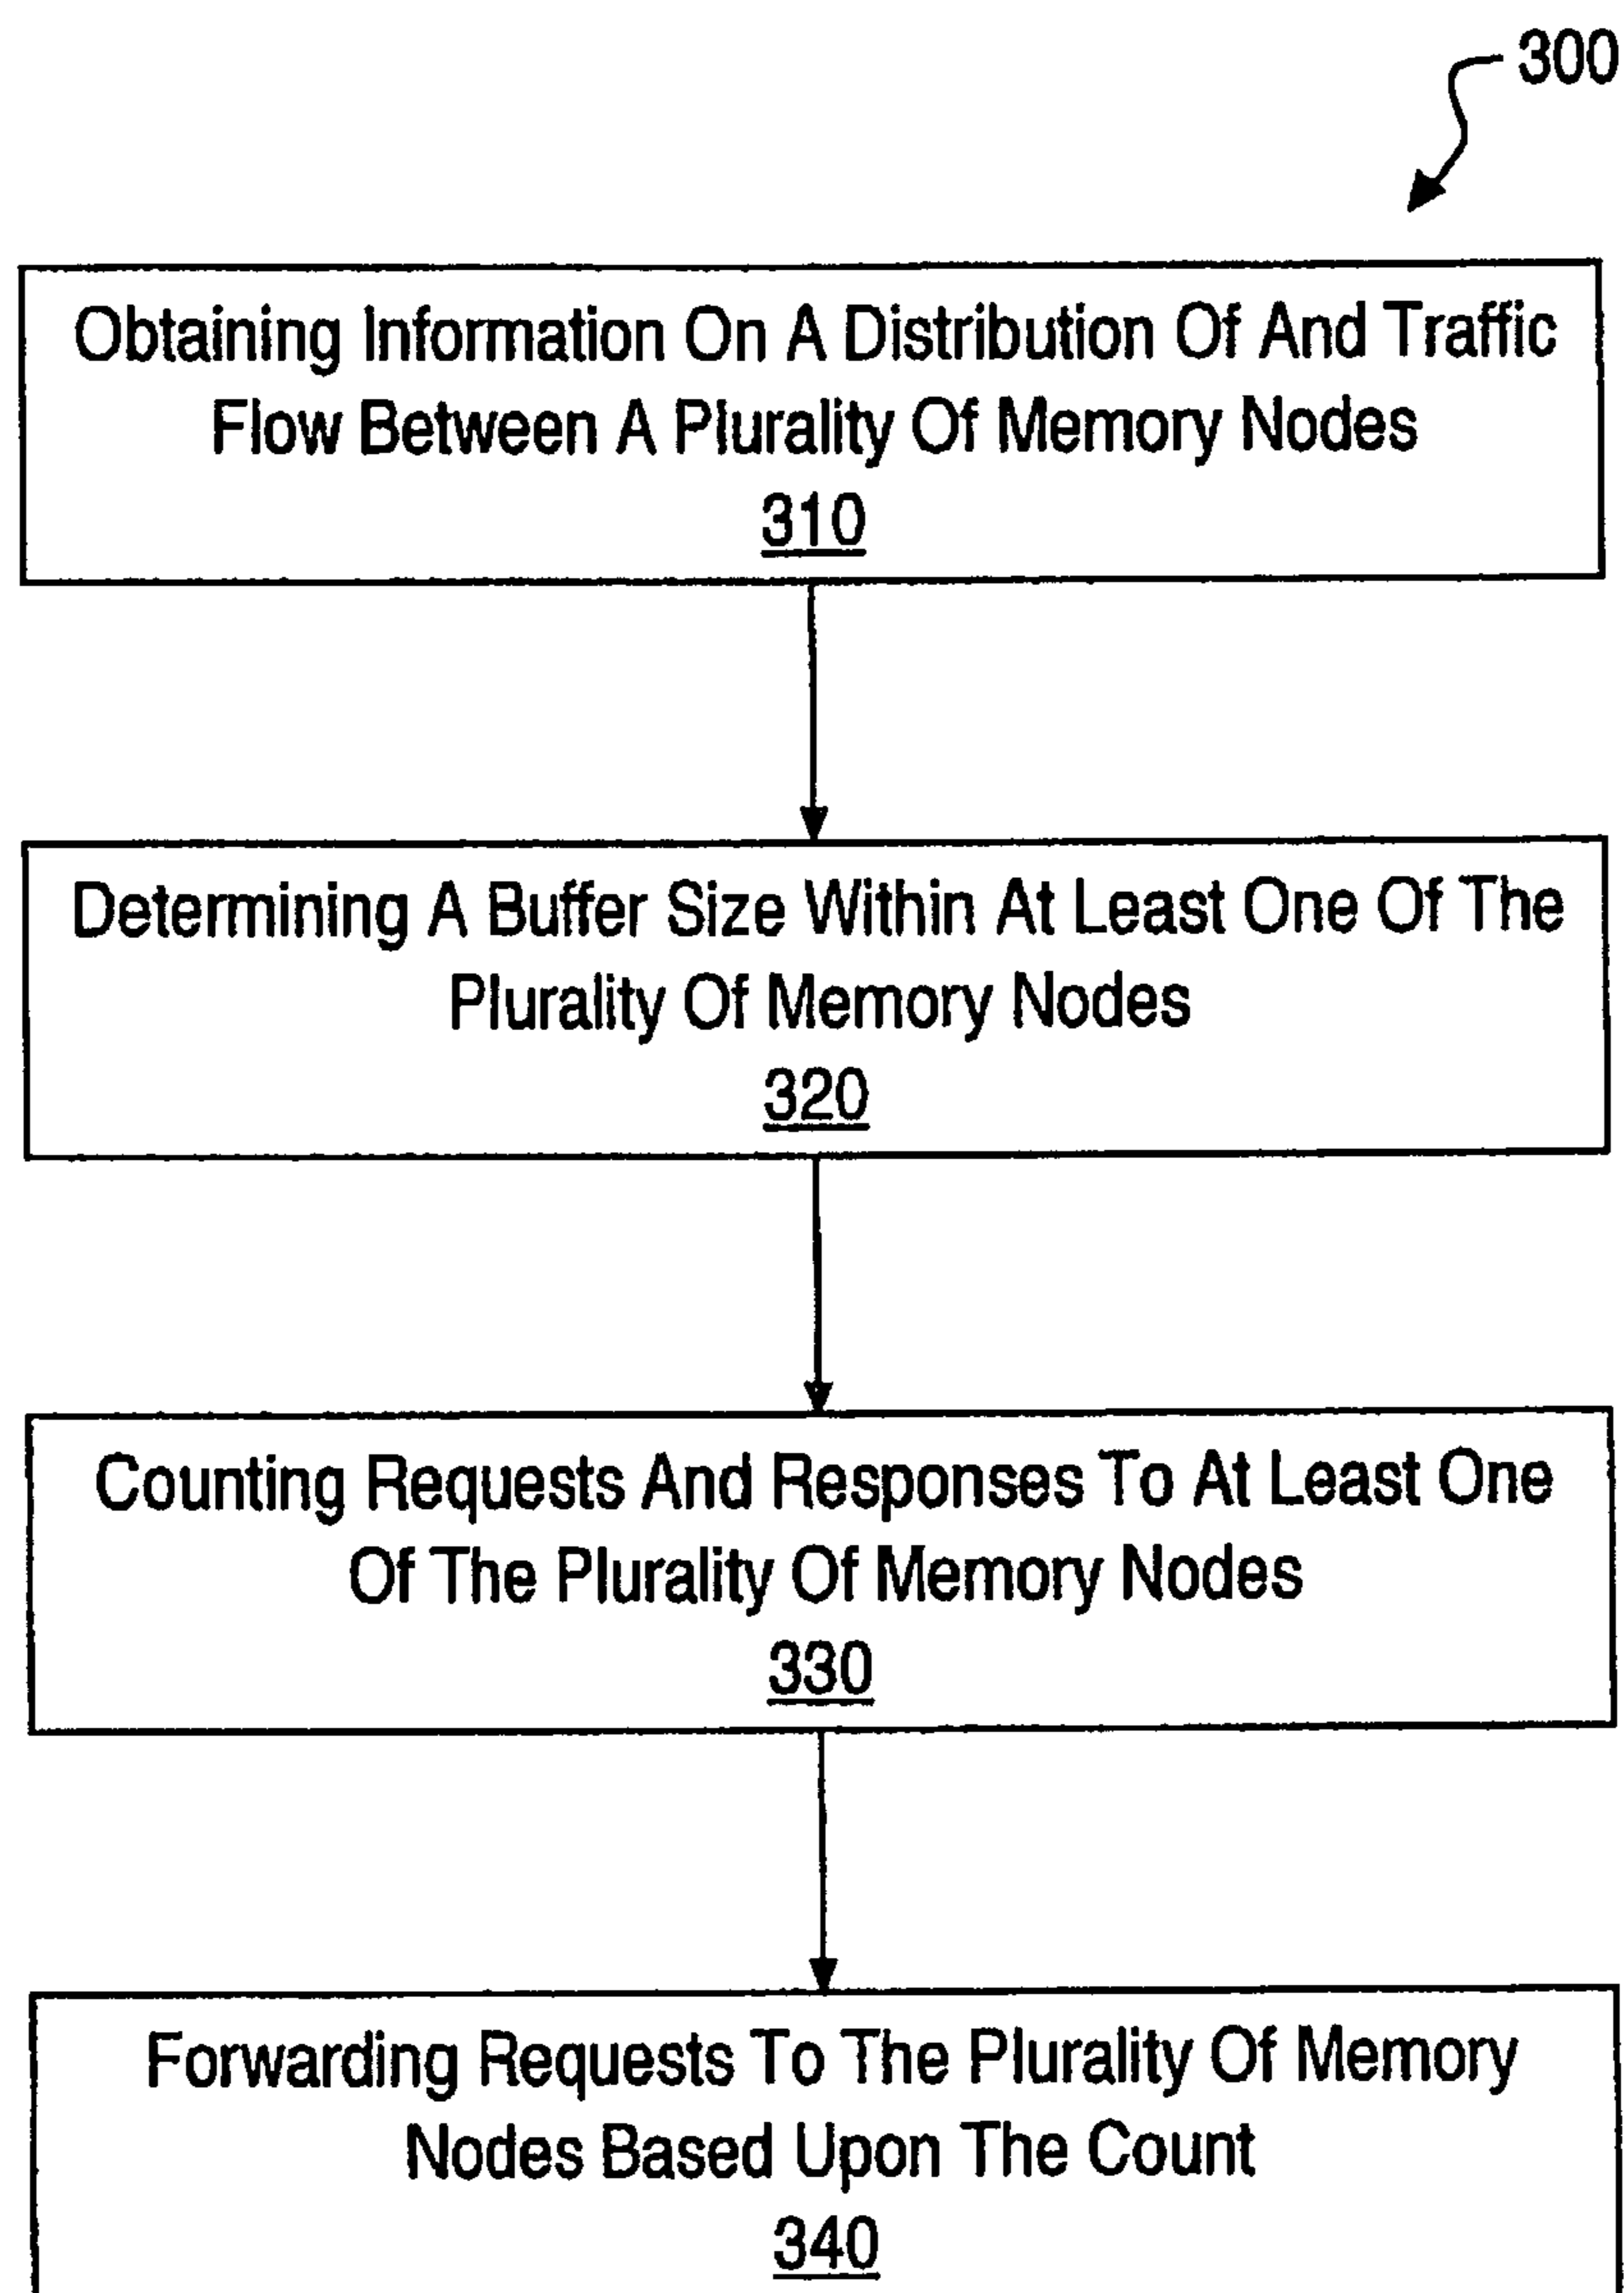 300
Obtaining Information On A Distribution Of And Traffic
Flow Between A Plurality Of Memory Nodes
310
Determining A Buffer Size Within At Least One Of The
Plurality Of Memory Nodes
320
Counting Requests And Responses To At Least One
Of The Plurality Of Memory Nodes
330
Forwarding Requests To The Plurality Of Memory
Nodes Based Upon The Count
340